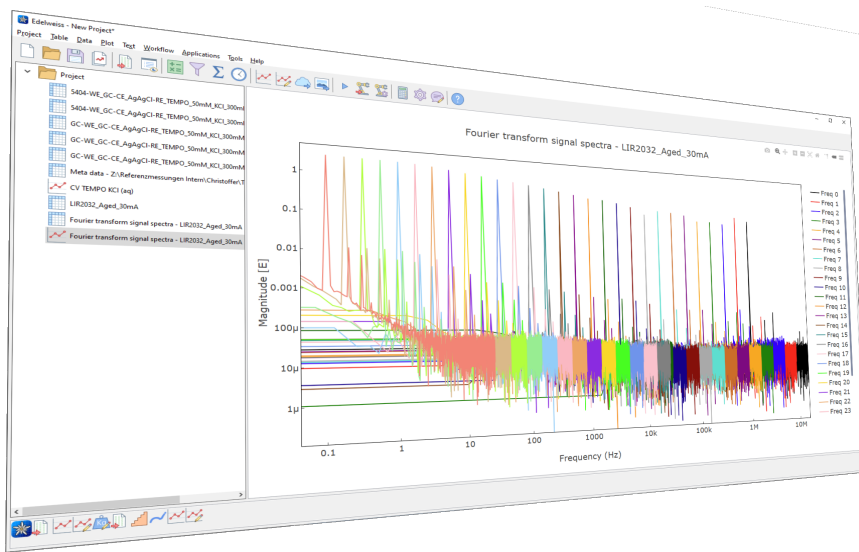 Edelweiss - New Project*
Project Table Data Plot Text Workflow Applications Tools Help
Project
5404-WE_GC-CE_AgAgCl-RE_TEMPO_50mM_KCl_300ml
5404-WE_GC-CE_AgAgCl-RE_TEMPO_50mM_KCl_300mM
GC-WE_GC-CE_AgAgCl-RE_TEMPO_50mM_KCl_300mM
GC-WE_GC-CE_AgAgCl-RE_TEMPO_50mM_KCl_300mM
GC-WE_GC-CE_AgAgCl-RE_TEMPO_50mM_KCl_300mM
Meta data - Z:\Referenzmessungen Intern\Christoffer\T
CV TEMPO KCl (aq)
LIR2032_Aged_30mA
Fourier transform signal spectra - LIR2032_Aged_30mA
Fourier transform signal spectra - LIR2032_Aged_30mA
Fourier transform signal spectra - LIR2032_Aged_30mA
Magnitude [E]
1
0.1
0.01
0.001
100µ
10µ
1µ
0.1
1
10
100
1000
10k
100k
1M
10M
Frequency (Hz)
Freq 0
Freq 1
Freq 2
Freq 3
Freq 4
Freq 5
Freq 6
Freq 7
Freq 8
Freq 9
Freq 10
Freq 11
Freq 12
Freq 13
Freq 14
Freq 15
Freq 16
Freq 17
Freq 18
Freq 19
Freq 20
Freq 21
Freq 22
Freq 23